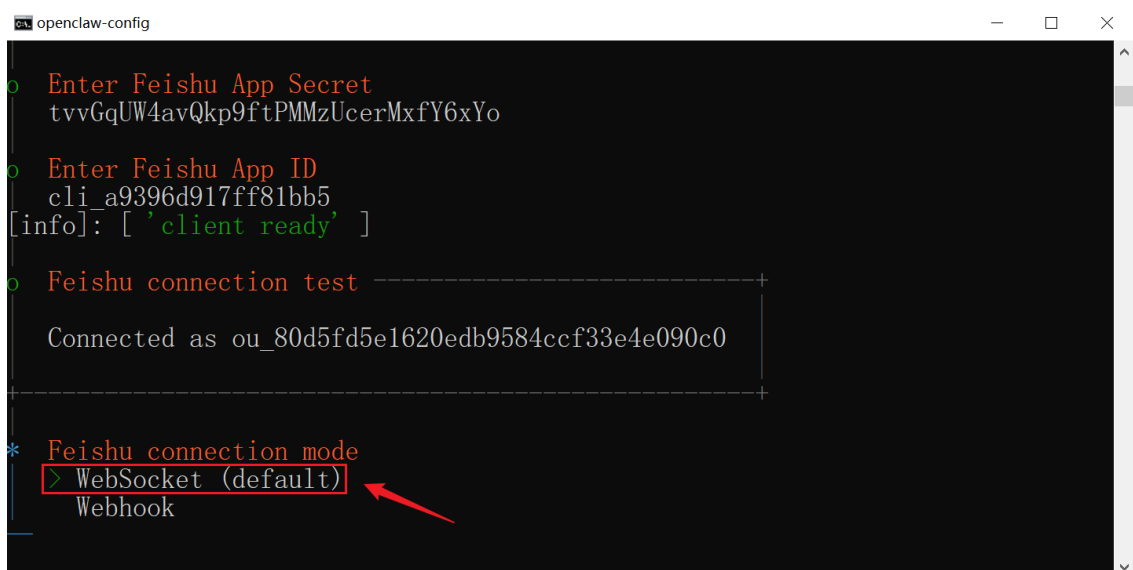 openclaw-config
o Enter Feishu App Secret
tvvGqUW4avQkp9ftPMMzUcerMxfY6xYo
o Enter Feishu App ID
cli_a9396d917ff81bb5
[info]: [ 'client ready' ]
o Feishu connection test
Connected as ou_80d5fd5e1620edb9584ccf33e4e090c0
* Feishu connection mode
> WebSocket (default)
Webhook